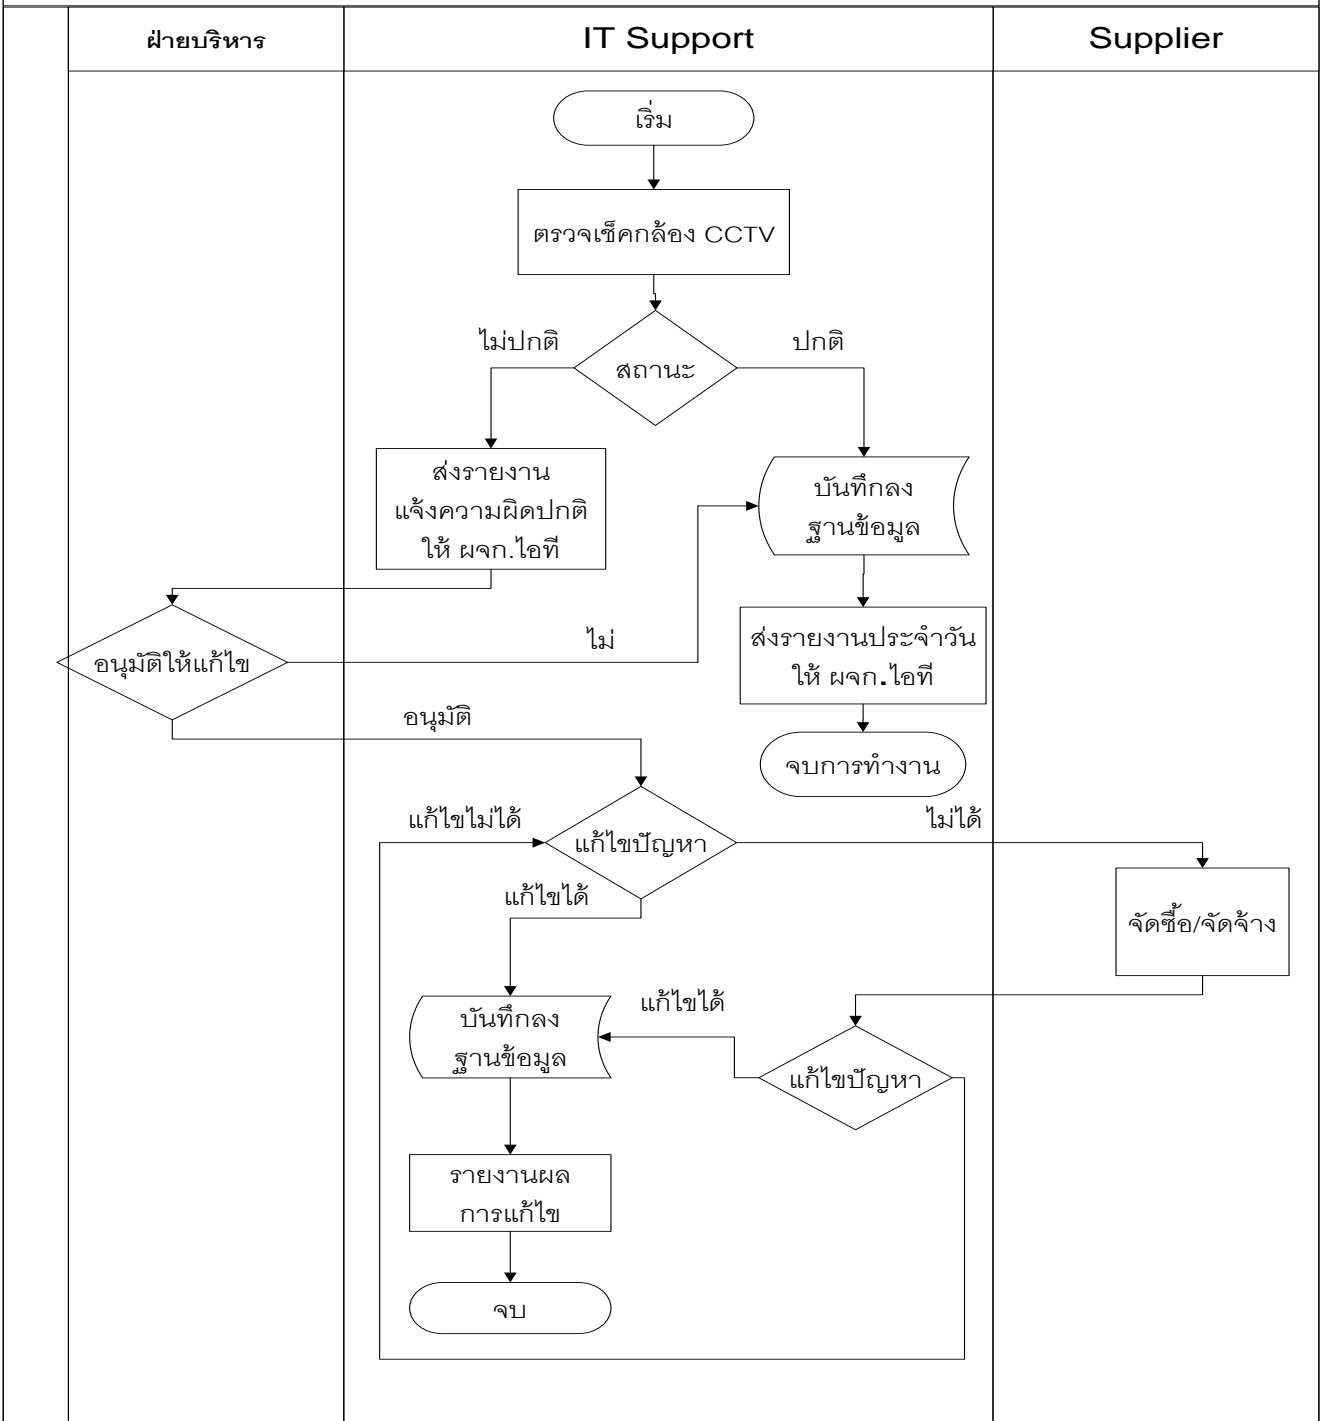 ฝ่ายบริหาร
IT Support
Supplier
เริ่ม
ตรวจเช็คกล้อง CCTV
ไม่ปกติ
ปกติ
สถานะ
ส่งรายงาน
แจ้งความผิดปกติ
ให้ ผจก.ไอที
บันทึกลง
ฐานข้อมูล
ไม่
อนุมัติให้แก้ไข
ส่งรายงานประจำวัน
ให้ ผจก.ไอที
อนุมัติ
จบการทำงาน
แก้ไขไม่ได้
ไม่ได้
แก้ไขปัญหา
แก้ไขได้
จัดซื้อ/จัดจ้าง
แก้ไขได้
บันทึกลง
ฐานข้อมูล
แก้ไขปัญหา
รายงานผล
การแก้ไข
จบ